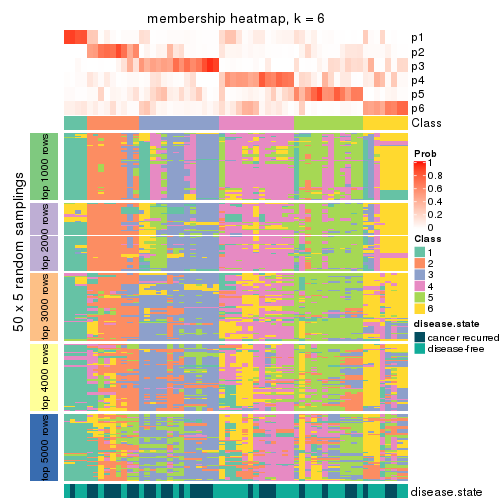 membership heatmap, k = 6
p1
p2
p3
p4
p5
p6
Class
50 x 5 random samplings
top 1000 rows
top 2000 rows
top 3000 rows
top 4000 rows
top 5000 rows
Prob
1
0.8
0.6
0.4
0.2
0
Class
1
2
3
4
5
6
disease.state
cancer recurred
disease-free
disease.state